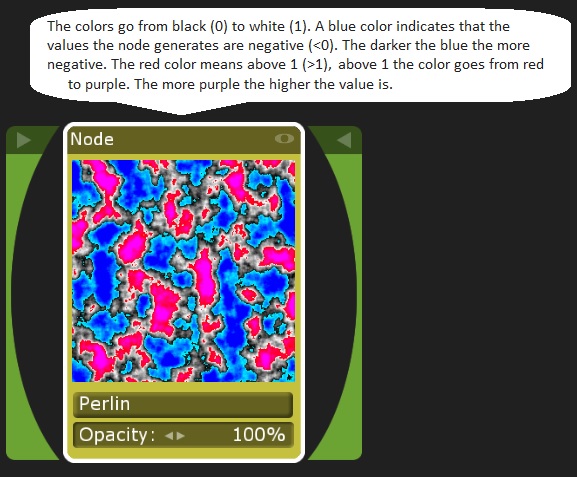 The colors go from black (0) to white (1). A blue color indicates that the
values the node generates are negative (<0). The darker the blue the more
negative. The red color means above 1 (>1), above 1 the color goes from red
to purple. The more purple the higher the value is.
Node
Perlin
Opacity: 100%